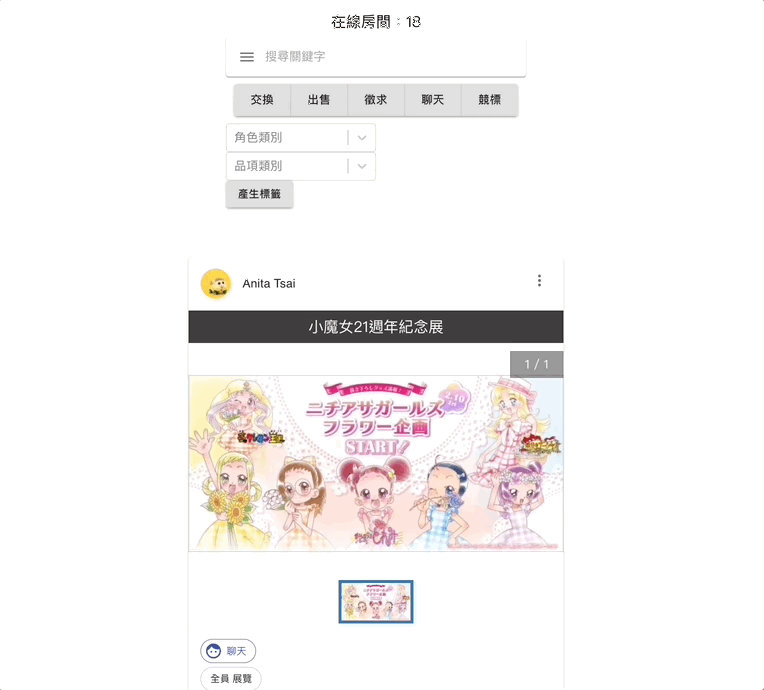 在線房間：18
搜尋關鍵字
交換 出售 徵求 聊天 競標
角色類別
品項類別
產生標籤
Anita Tsai
小魔女21週年紀念展
1 / 1
ニチアサガールズ
フラワー企画
START!
聊天
全員 展覽